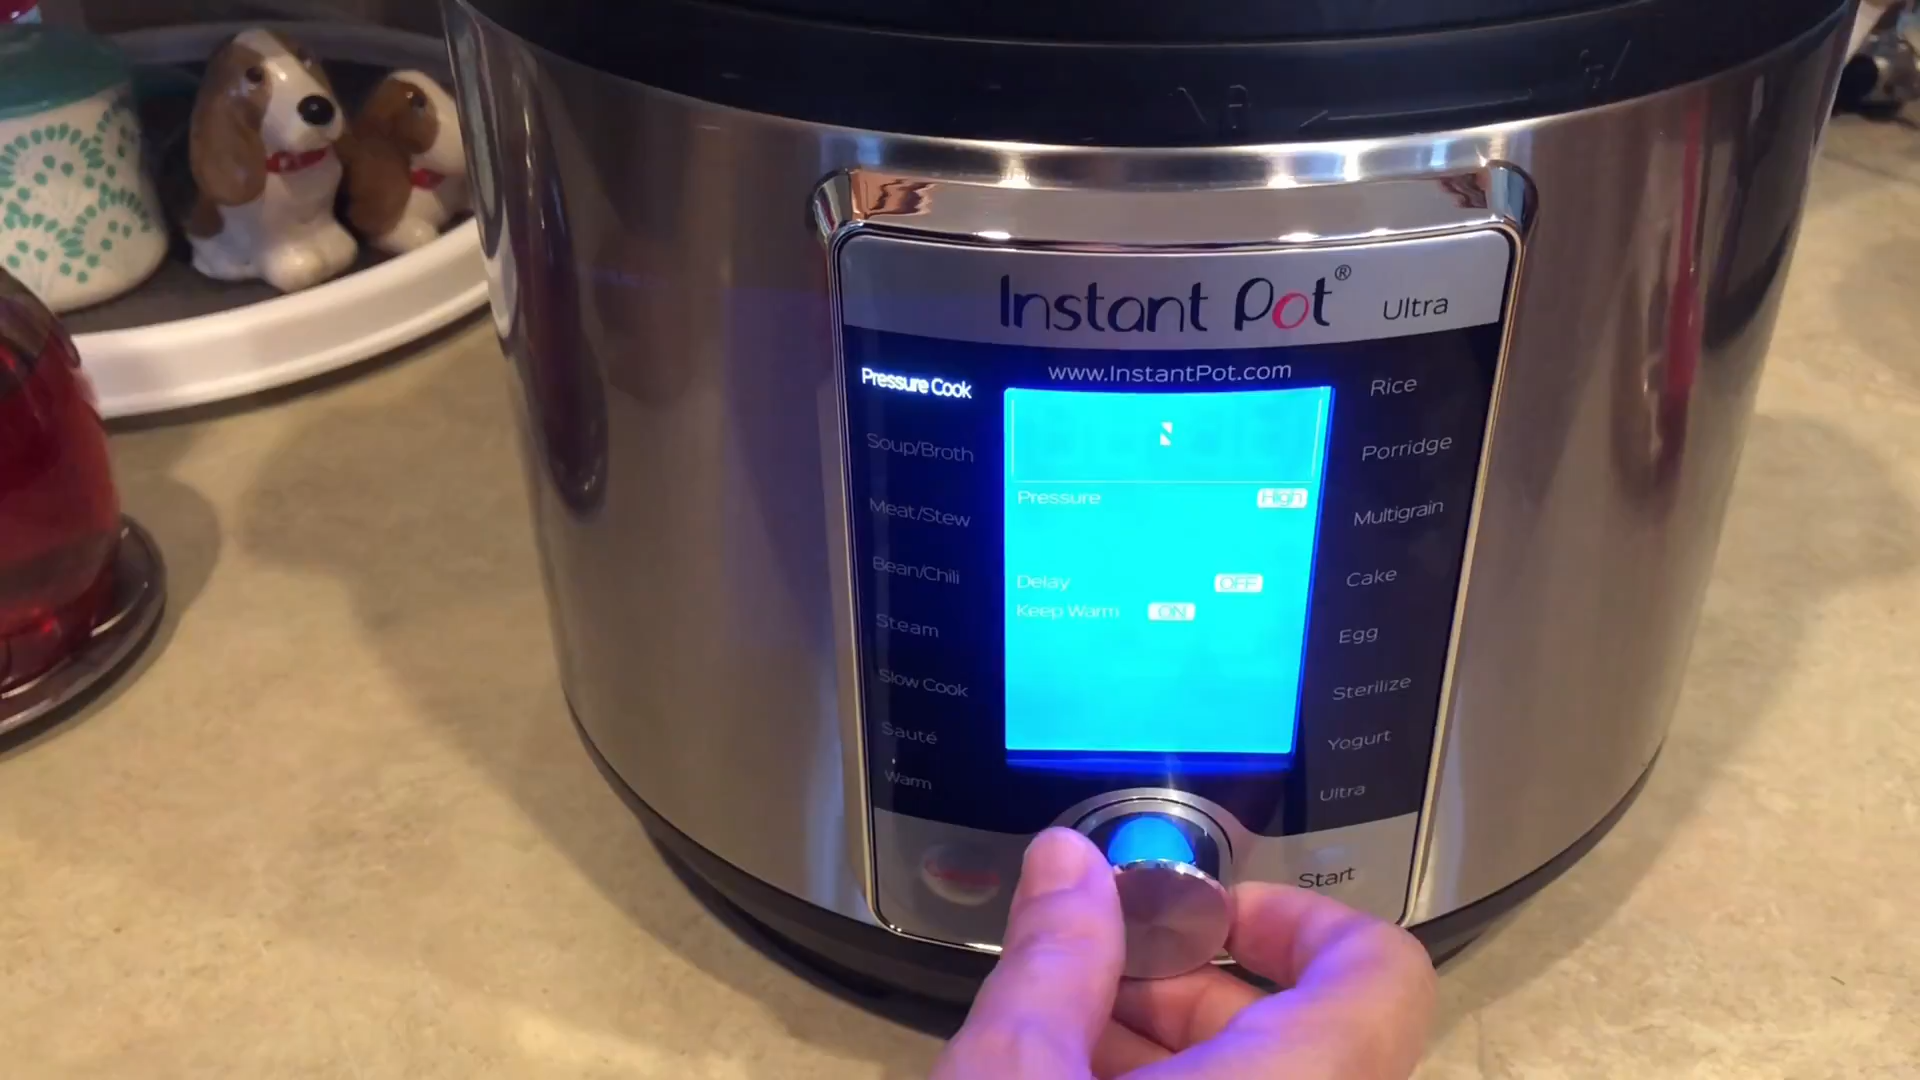 Instant Pot®
Ultra
www.InstantPot.com
Pressure Cook
Soup/Broth
Meat/Stew
Bean/Chili
Steam
Slow Cook
Sauté
Warm
Pressure High
Delay OFF
Keep Warm ON
Rice
Porridge
Multigrain
Cake
Egg
Sterilize
Yogurt
Ultra
Start